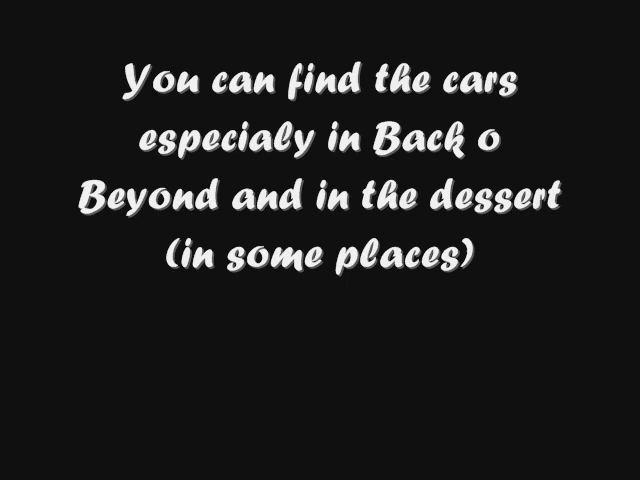 You can find the cars
especialy in Back o
Beyond and in the dessert
(in some places)